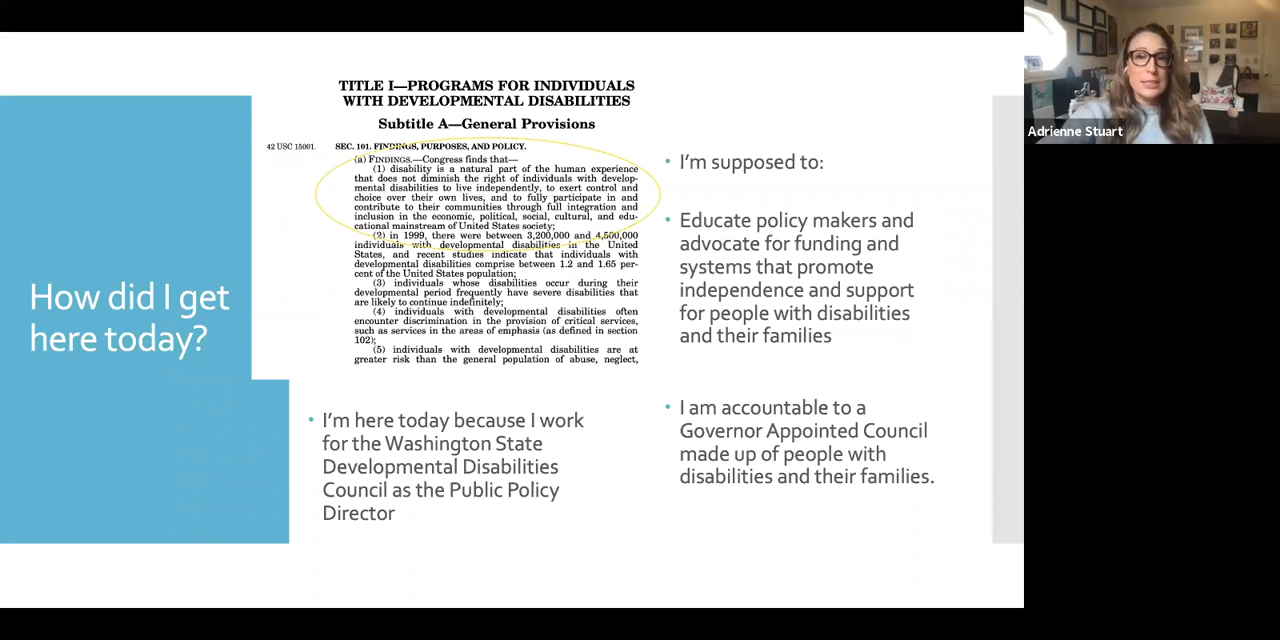 How did I get
here today?
TITLE I—PROGRAMS FOR INDIVIDUALS
WITH DEVELOPMENTAL DISABILITIES
Subtitle A—General Provisions
42 USC 15001.
SEC. 101. FINDINGS, PURPOSES, AND POLICY.
(a) FINDINGS.—Congress finds that—
(1) disability is a natural part of the human experience
that does not diminish the right of individuals with develop-
mental disabilities to live independently, to exert control and
choice over their own lives, and to fully participate in and
contribute to their communities through full integration and
inclusion in the economic, political, social, cultural, and edu-
cational mainstream of United States society;
(2) in 1999, there were between 3,200,000 and 4,500,000
individuals with developmental disabilities in the United
States, and recent studies indicate that individuals with
developmental disabilities comprise between 1.2 and 1.65 per-
cent of the United States population;
(3) individuals whose disabilities occur during their
developmental period frequently have severe disabilities that
are likely to continue indefinitely;
(4) individuals with developmental disabilities often
encounter discrimination in the provision of critical services,
such as services in the areas of emphasis (as defined in section
102);
(5) individuals with developmental disabilities are at
greater risk than the general population of abuse, neglect,
• I'm here today because I work
for the Washington State
Developmental Disabilities
Council as the Public Policy
Director
• I'm supposed to:
• Educate policy makers and
advocate for funding and
systems that promote
independence and support
for people with disabilities
and their families
• I am accountable to a
Governor Appointed Council
made up of people with
disabilities and their families.
Adrienne Stuart